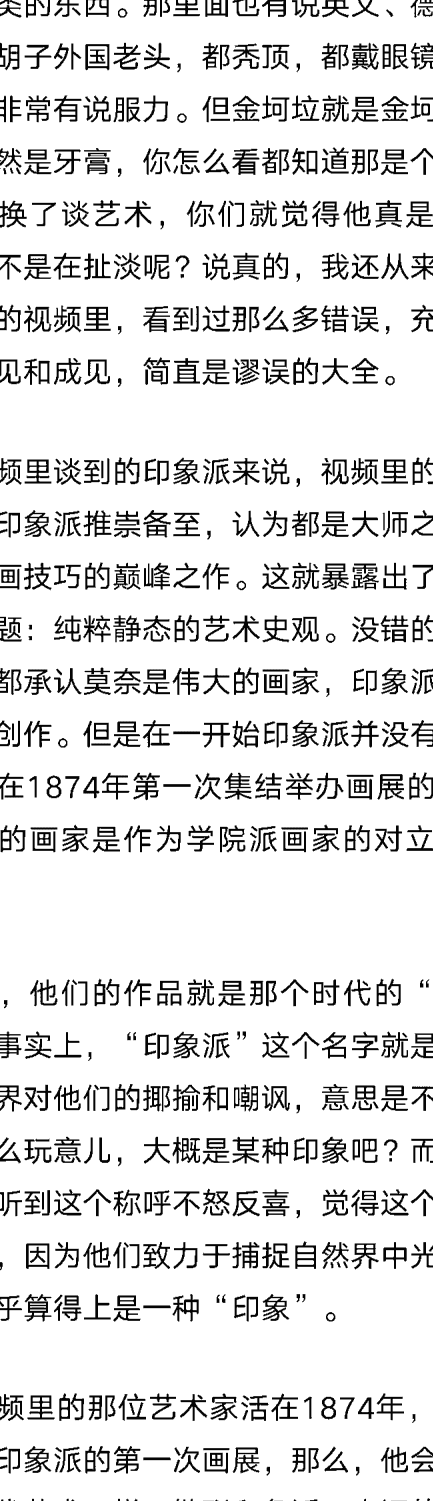 类的东西。那里面也有说英文、德
胡子外国老头，都秃顶，都戴眼镜
非常有说服力。但金坷垃就是金坷
然是牙膏，你怎么看都知道那是个
换了谈艺术，你们就觉得他真是
不是在扯淡呢？说真的，我还从来
的视频里，看到过那么多错误，充
见和成见，简直是谬误的大全。
频里谈到的印象派来说，视频里的
印象派推崇备至，认为都是大师之
画技巧的巅峰之作。这就暴露出了
题：纯粹静态的艺术史观。没错的
都承认莫奈是伟大的画家，印象派
创作。但是在一开始印象派并没有
在1874年第一次集结举办画展的
的画家是作为学院派画家的对立
，他们的作品就是那个时代的“
事实上，“印象派”这个名字就是
界对他们的揶揄和嘲讽，意思是不
么玩意儿，大概是某种印象吧？而
听到这个称呼不怒反喜，觉得这个
，因为他们致力于捕捉自然界中光
乎算得上是一种“印象”。
频里的那位艺术家活在1874年，
印象派的第一次画展，那么，他会